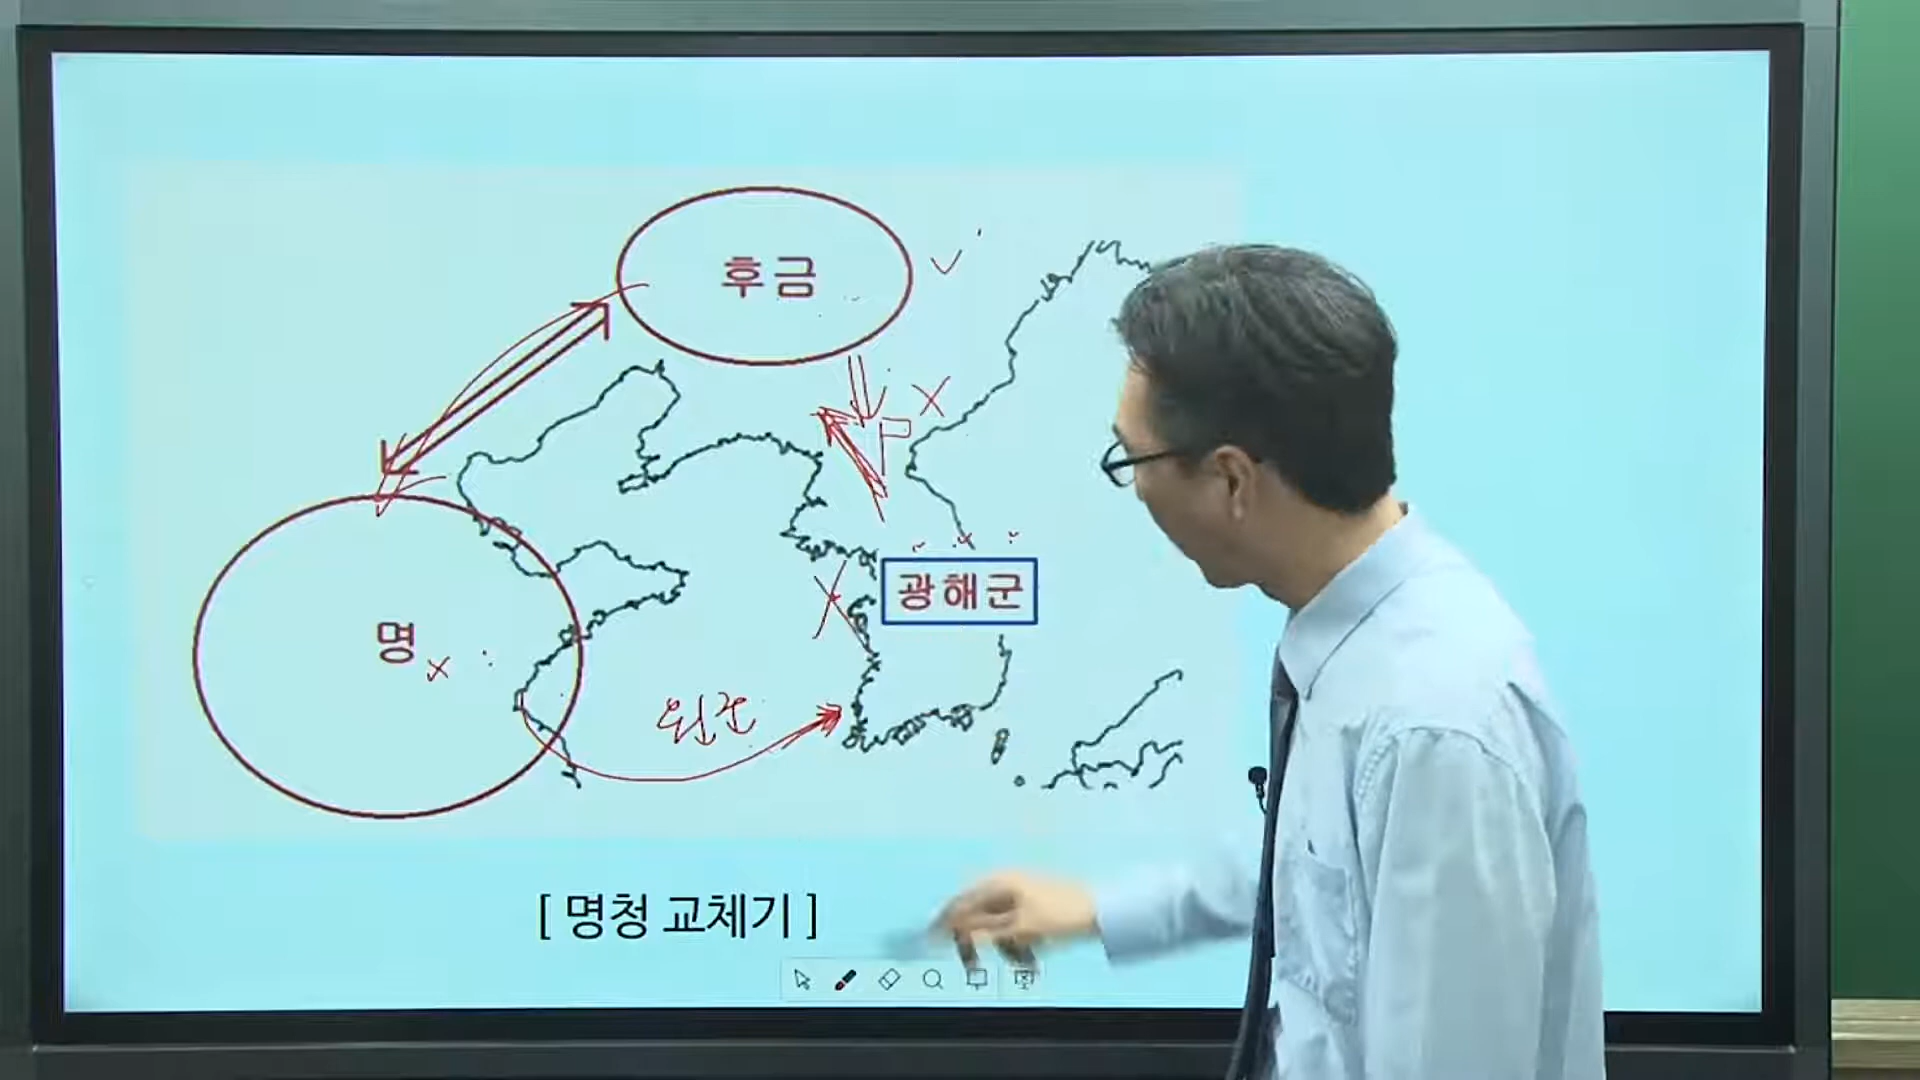 후금
광해군
명
원군
[ 명청 교체기 ]